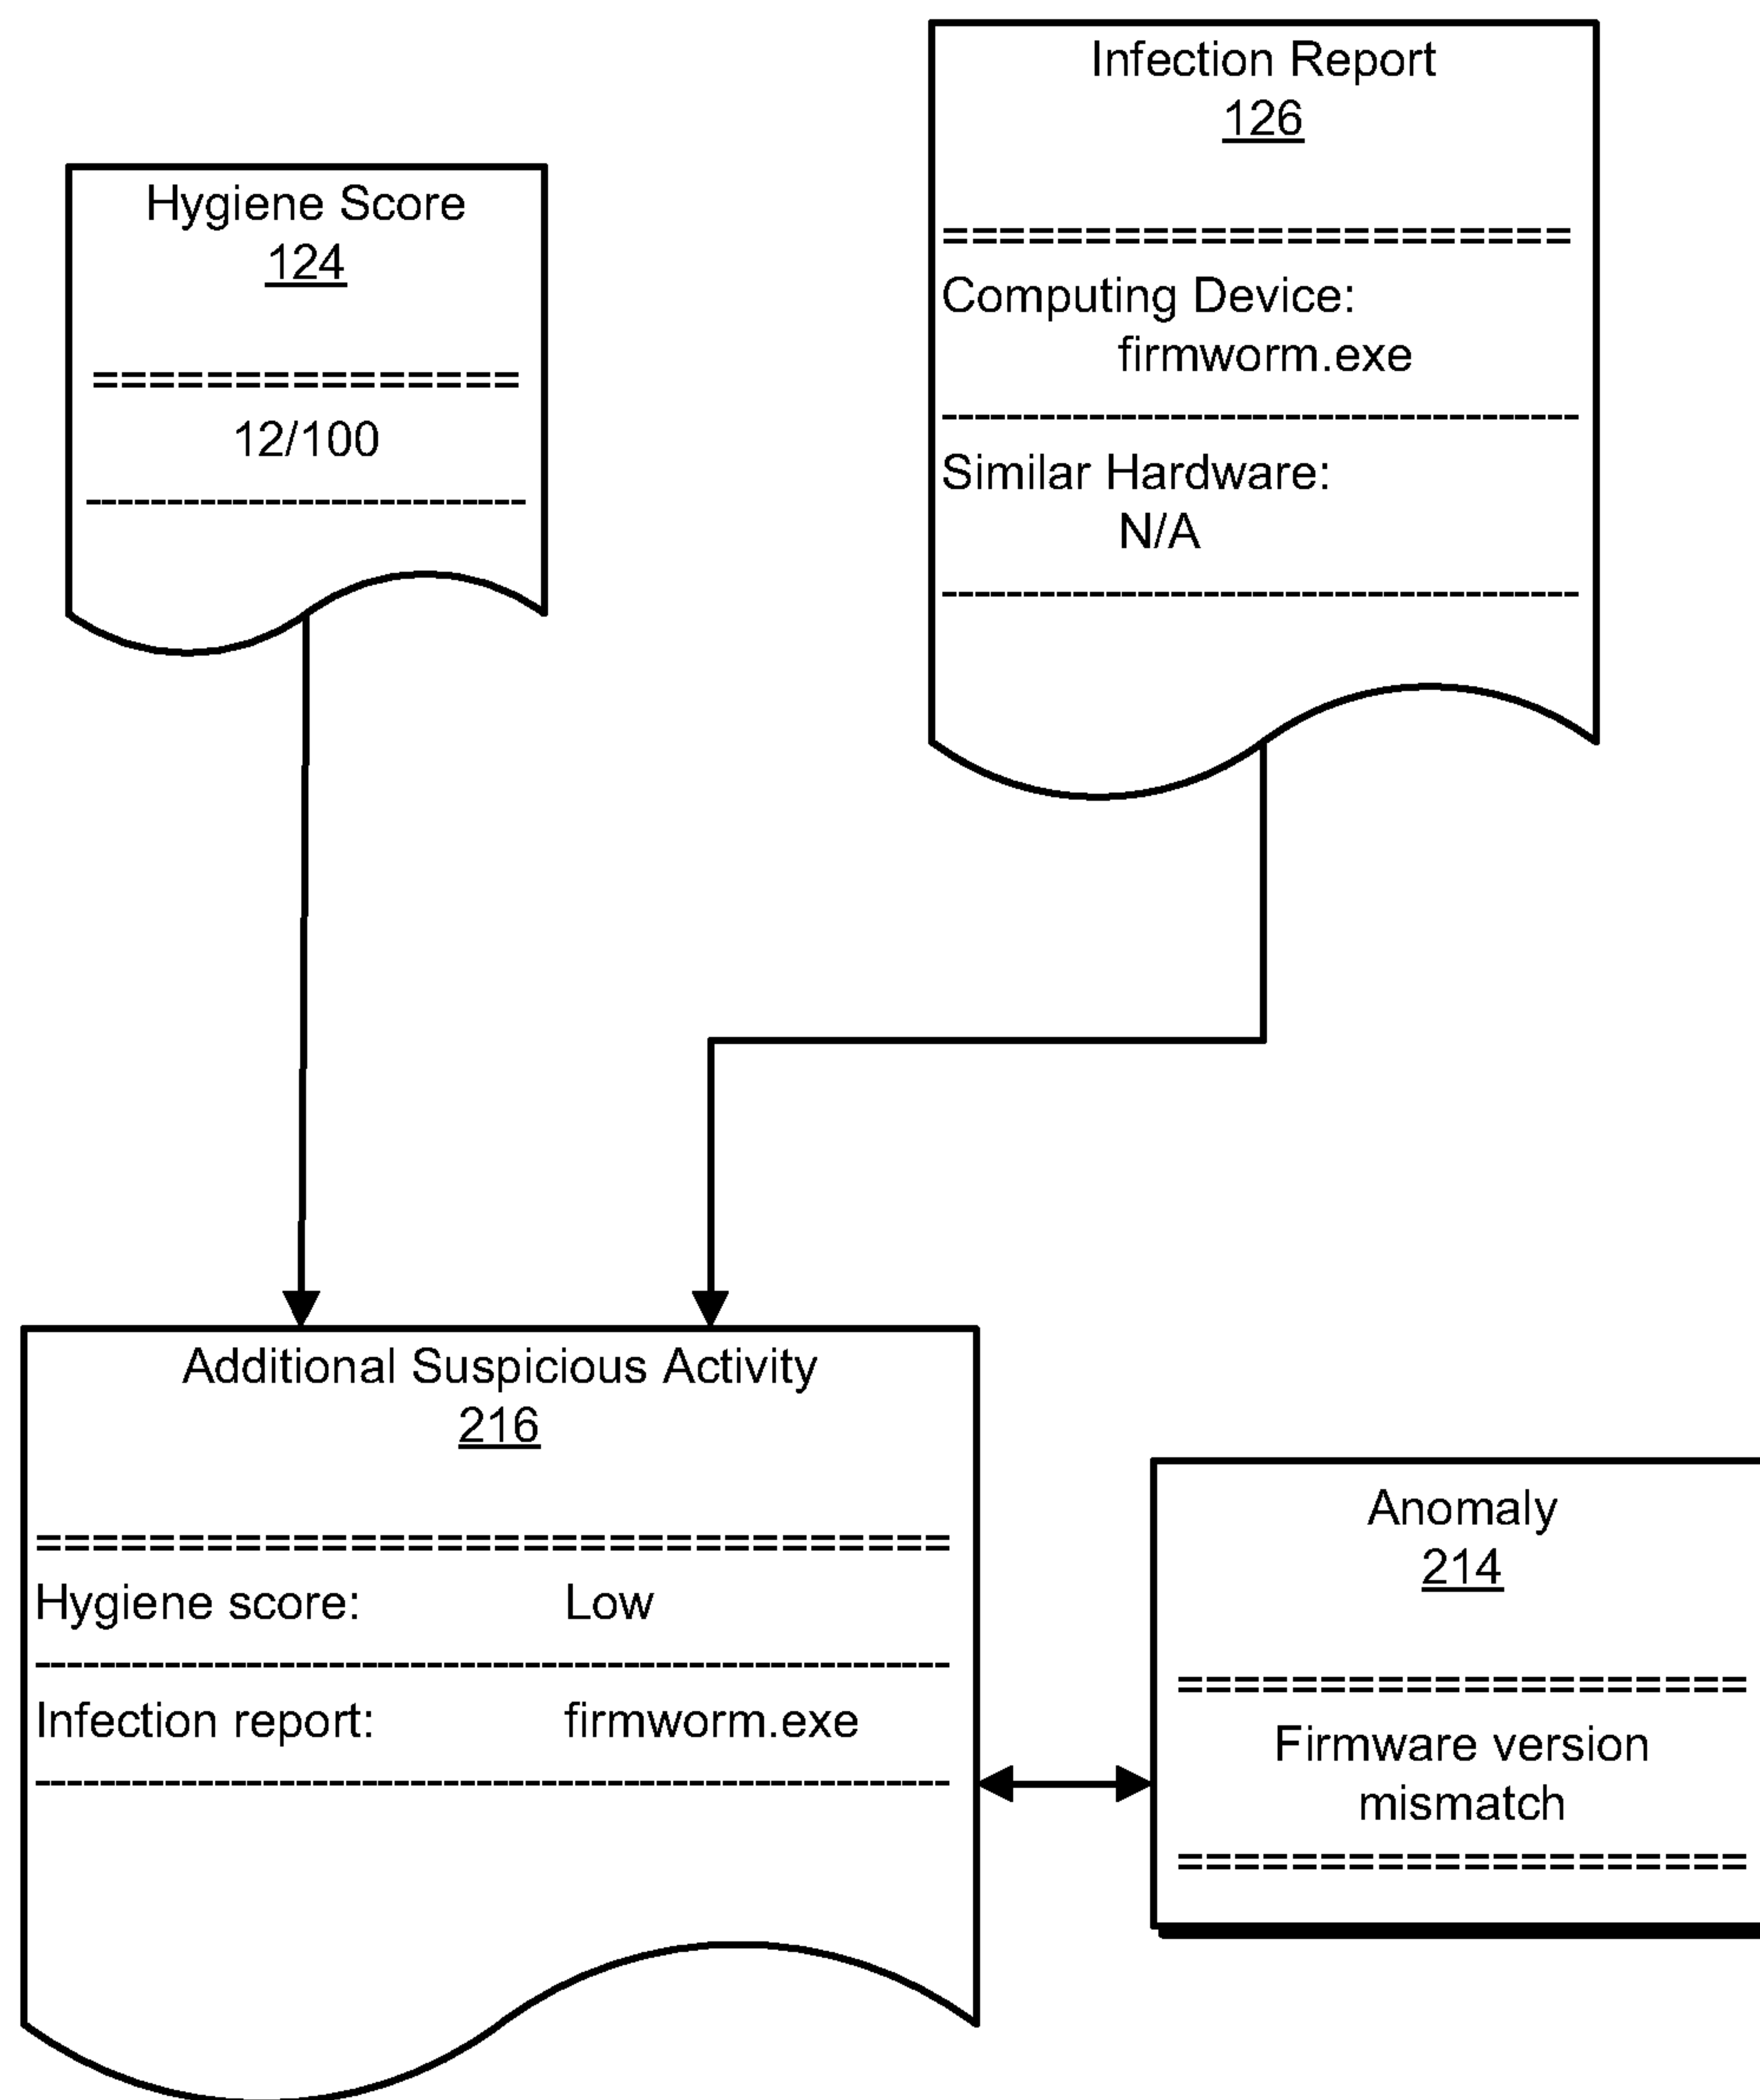 Hygiene Score
124
===============
12/100
----------------------------
Infection Report
126
======================
Computing Device:
firmworm.exe
----------------------------------------
Similar Hardware:
N/A
----------------------------------------
Additional Suspicious Activity
216
================================
Hygiene score: Low
----------------------------------------------------------
Infection report: firmworm.exe
----------------------------------------------------------
Anomaly
214
====================
Firmware version
mismatch
====================